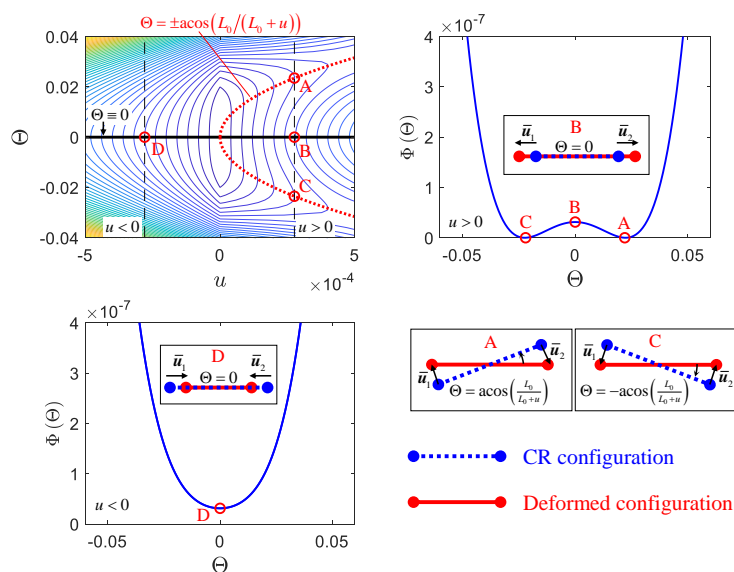 Θ = ±acos(L₀/(L₀+u))
0.04
0.02
0
-0.02
-0.04
Θ
Θ ≡ 0
A
B
C
D
u<0
u>0
-5
0
5
×10⁻⁴
u
×10⁻⁷
4
3
2
1
0
Φ(Θ)
B
ū₁
ū₂
Θ = 0
C
B
A
u>0
-0.05
0
0.05
Θ
×10⁻⁷
4
3
2
1
0
Φ(Θ)
D
ū₁
ū₂
Θ = 0
u<0
D
-0.05
0
0.05
Θ
A
ū₁
ū₂
Θ = acos(L₀/(L₀+u))
C
ū₁
ū₂
Θ = −acos(L₀/(L₀+u))
CR configuration
Deformed configuration